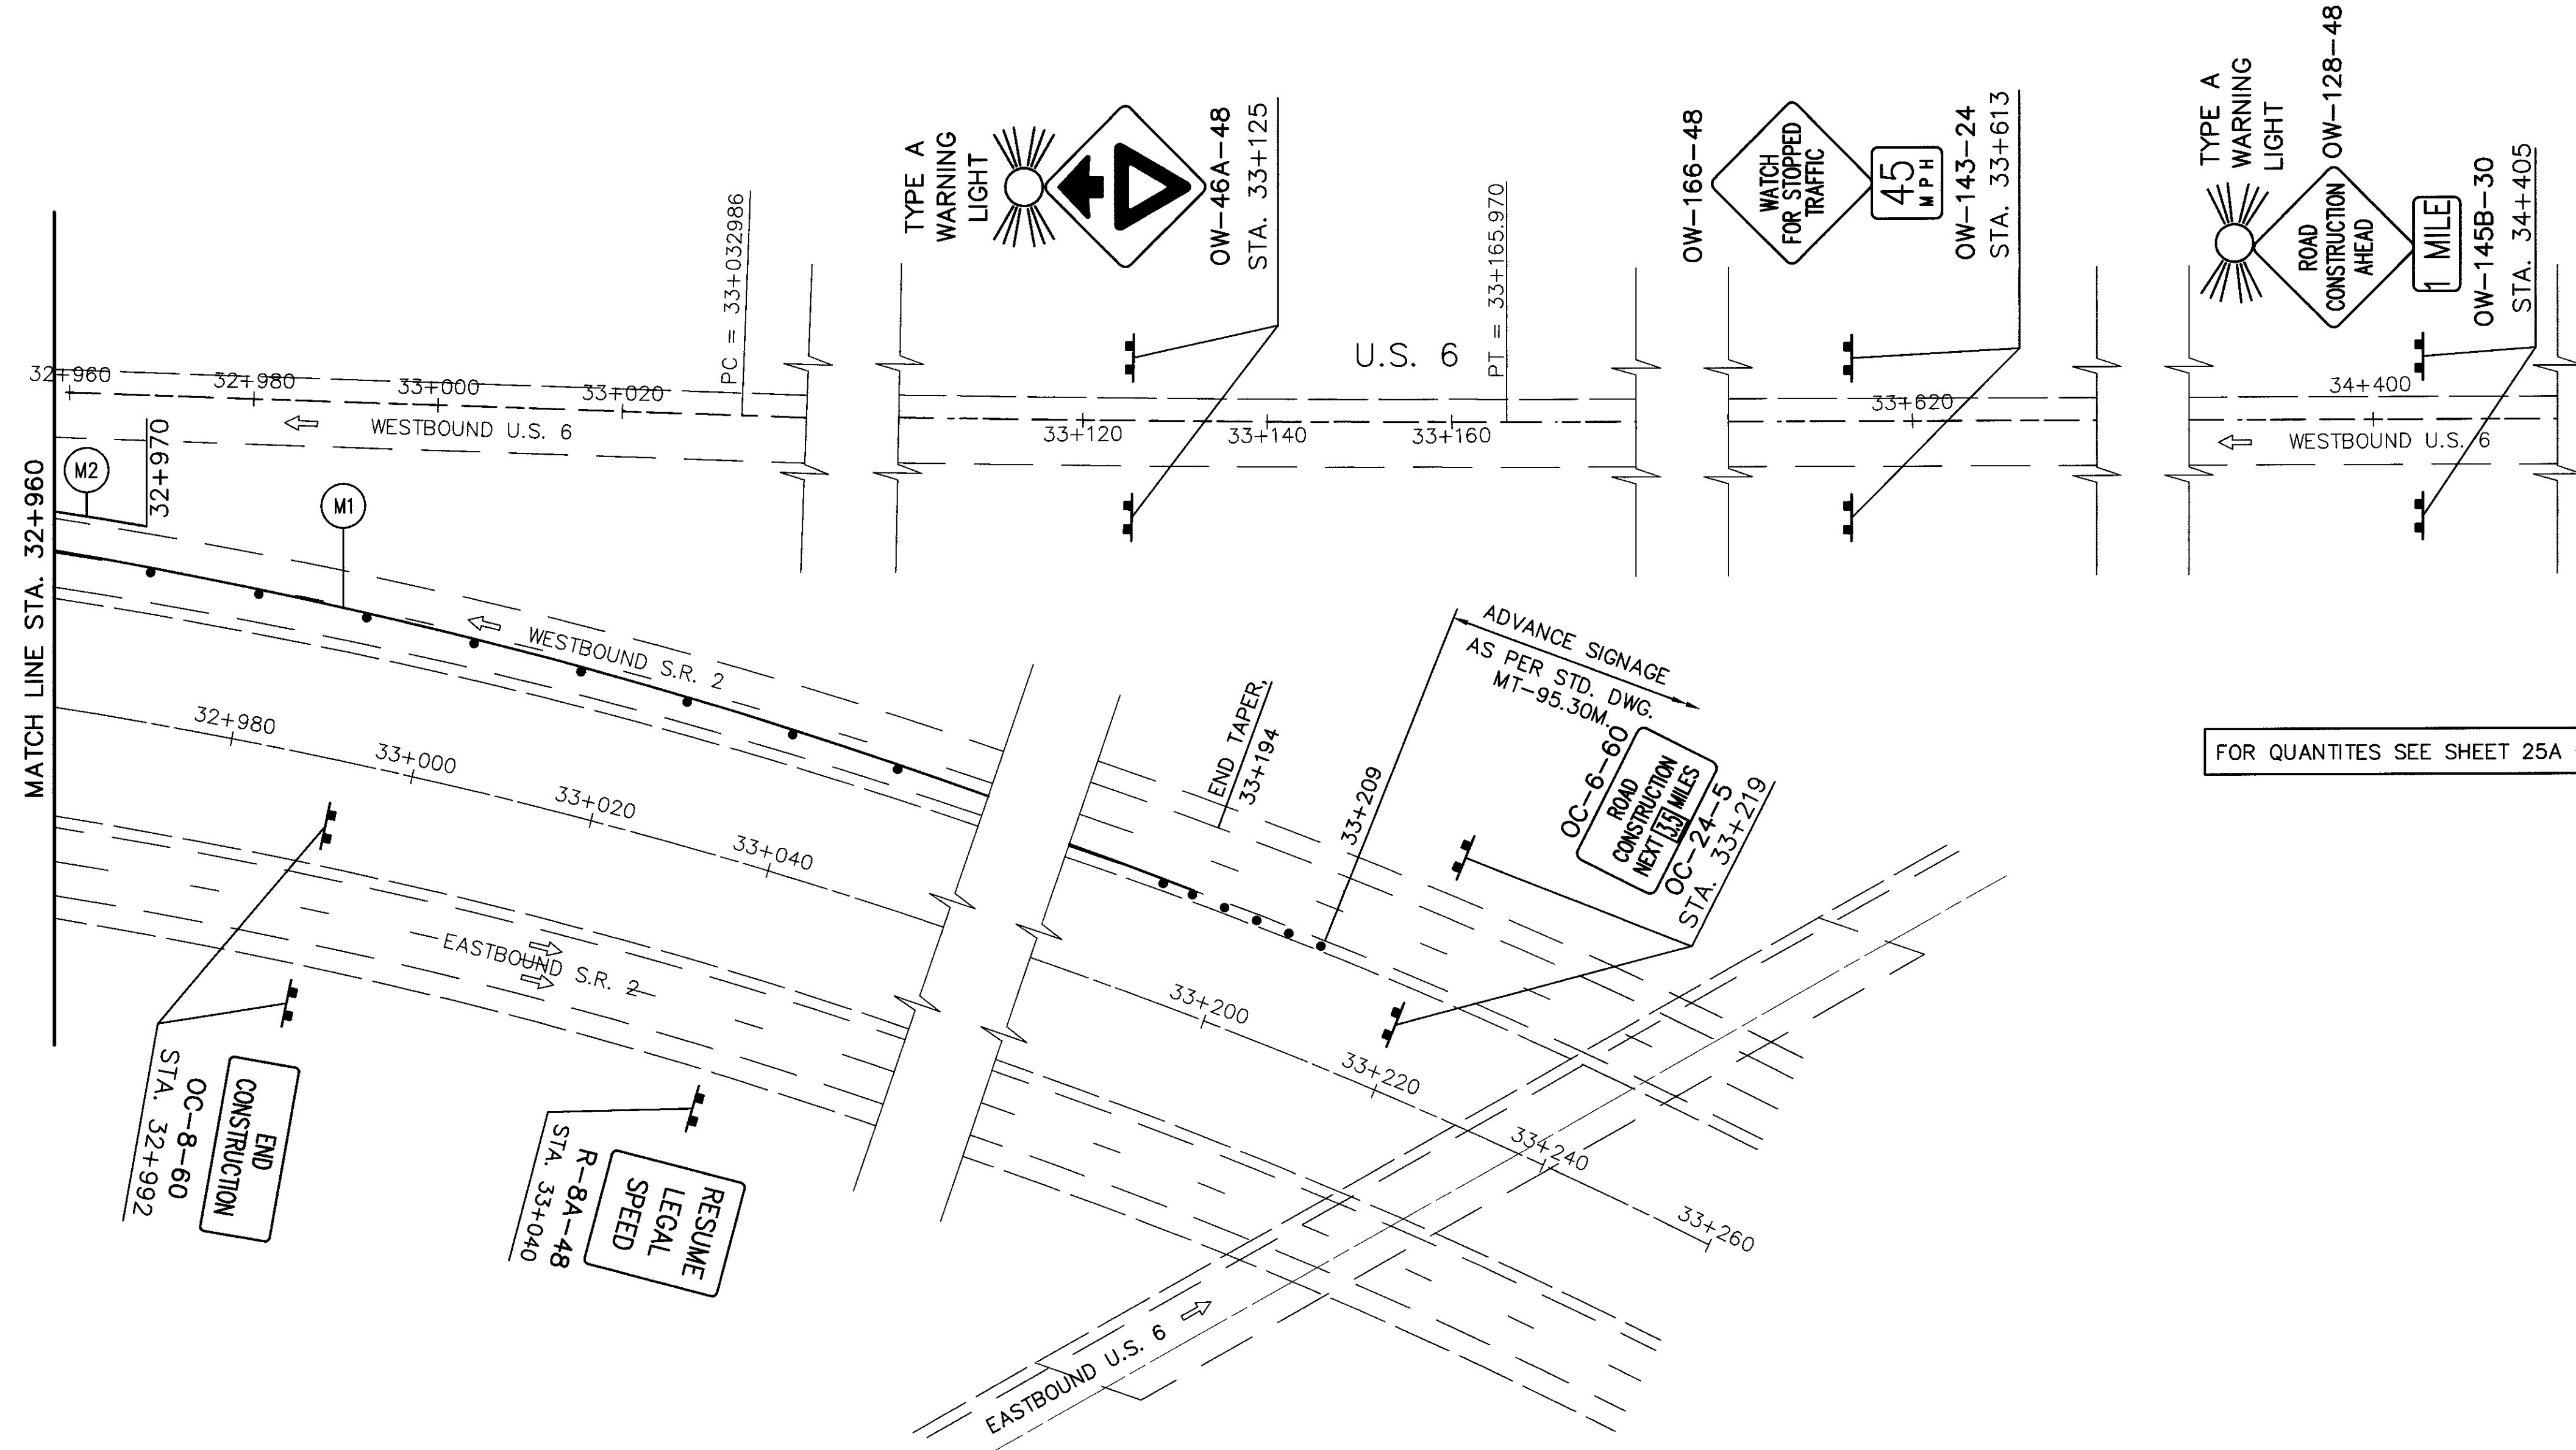 TYPE A
WARNING
LIGHT
OW-46A-48
STA. 33+125
OW-166-48
WATCH
FOR STOPPED
TRAFFIC
45
MPH
OW-143-24
STA. 33+613
TYPE A
WARNING
LIGHT
OW-128-48
ROAD
CONSTRUCTION
AHEAD
1 MILE
OW-145B-30
STA. 34+405
PC = 33+032986
PT = 33+165.970
U.S. 6
32+960
32+980
33+000
33+020
33+120
33+140
33+160
33+620
34+400
WESTBOUND U.S. 6
WESTBOUND U.S. 6
MATCH LINE STA. 32+960
M2
32+970
M1
WESTBOUND S.R. 2
32+980
33+000
33+020
33+040
33+200
33+220
33+240
33+260
EASTBOUND S.R. 2
END TAPER,
33+194
33+209
ADVANCE SIGNAGE
AS PER STD. DWG.
MT-95.30M.
OC-6-60
ROAD
CONSTRUCTION
NEXT 3.5 MILES
OC-24-5
STA. 33+219
FOR QUANTITES SEE SHEET 25A
END
CONSTRUCTION
OC-8-60
STA. 32+992
RESUME
LEGAL
SPEED
R-8A-48
STA. 33+040
EASTBOUND U.S. 6